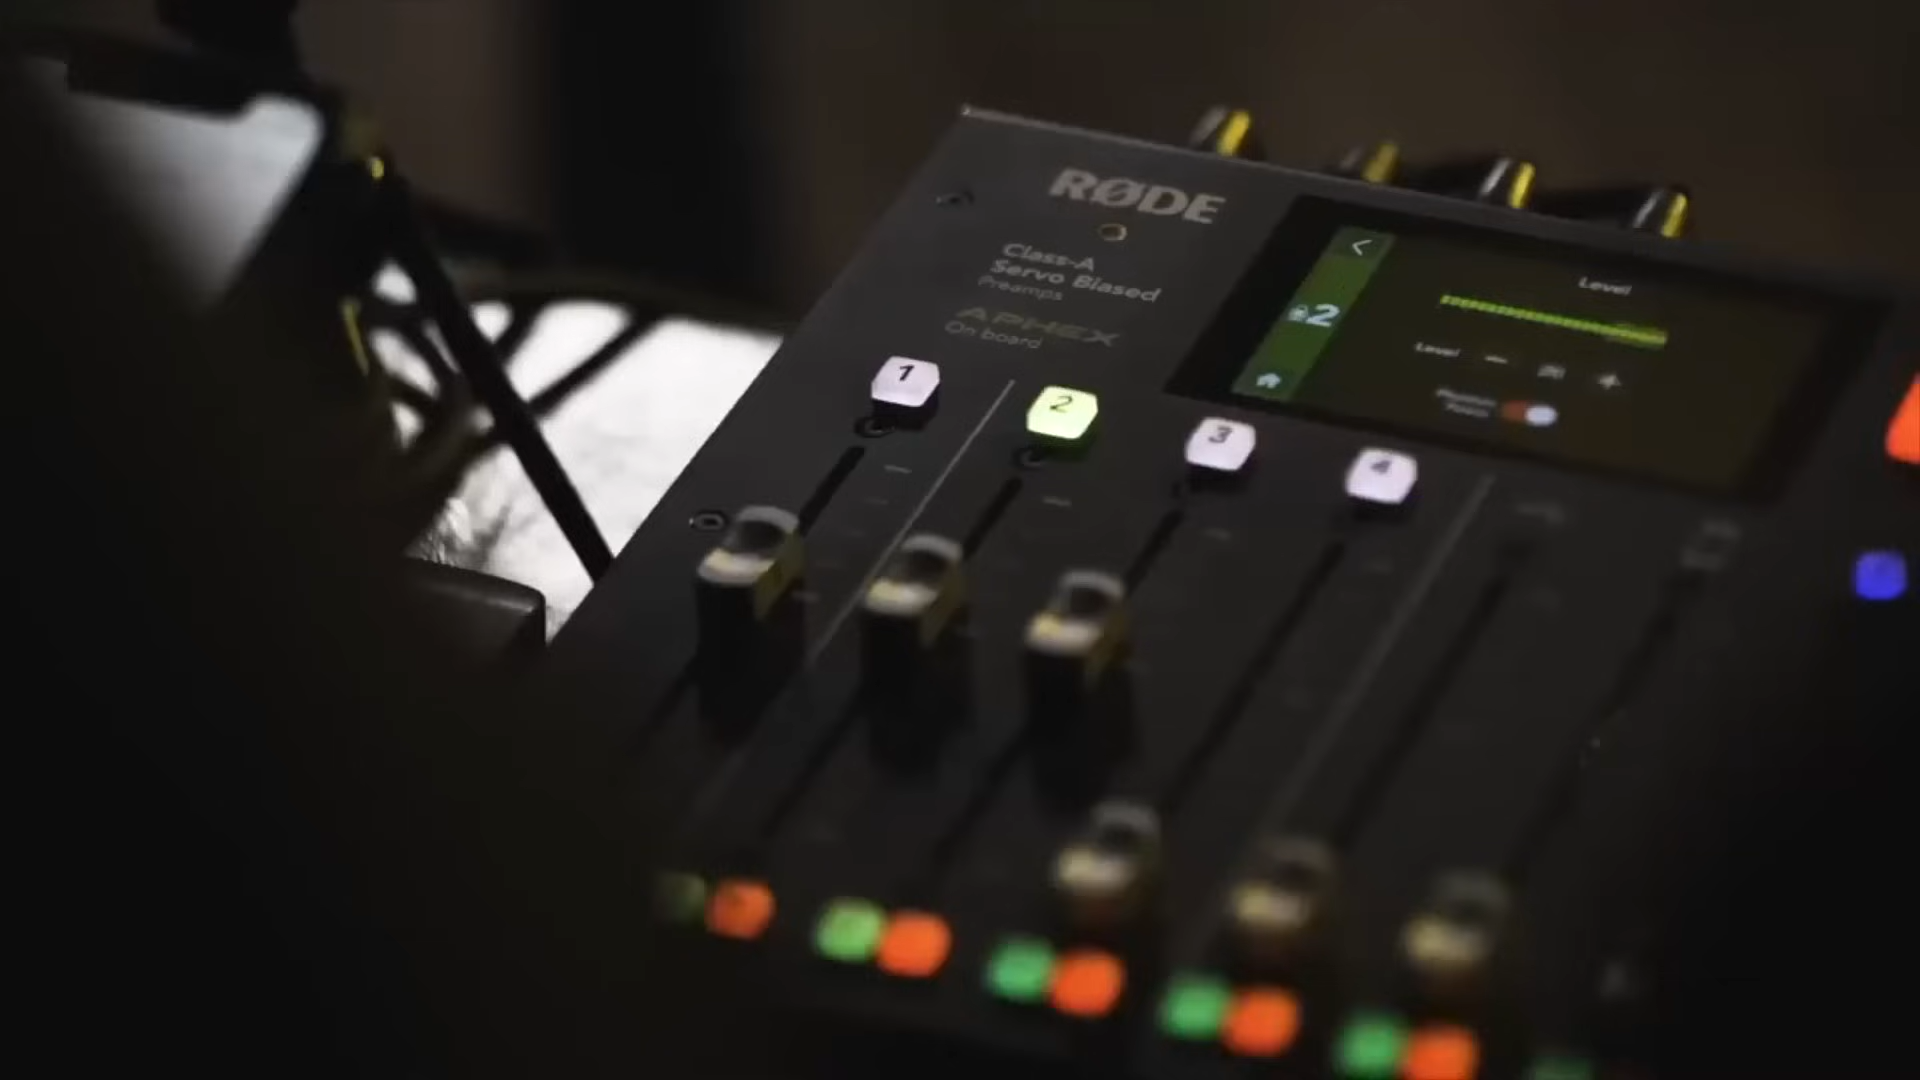 RØDE
Class-A
Servo Biased
Preamps
APHEX
On board
2
Level
Level
1
2
3
4